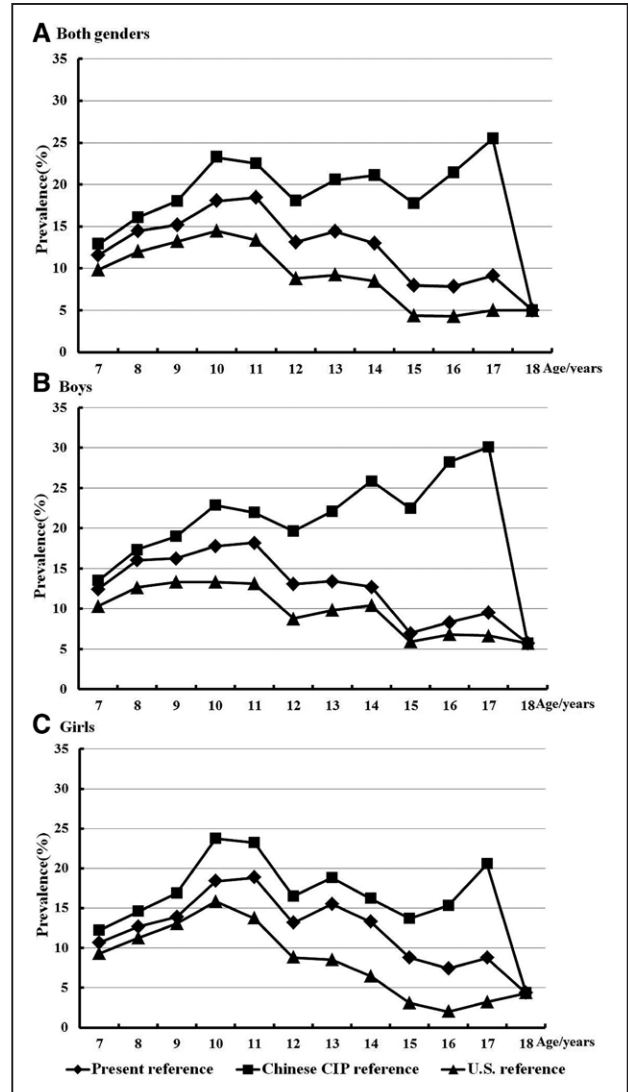 A Both genders
35
30
25
20
15
10
5
0
Prevalence(%)
7 8 9 10 11 12 13 14 15 16 17 18 Age/years
B Boys
35
30
25
20
15
10
5
0
Prevalence(%)
7 8 9 10 11 12 13 14 15 16 17 18 Age/years
C Girls
35
30
25
20
15
10
5
0
Prevalence(%)
7 8 9 10 11 12 13 14 15 16 17 18 Age/years
Present reference Chinese CIP reference U.S. reference